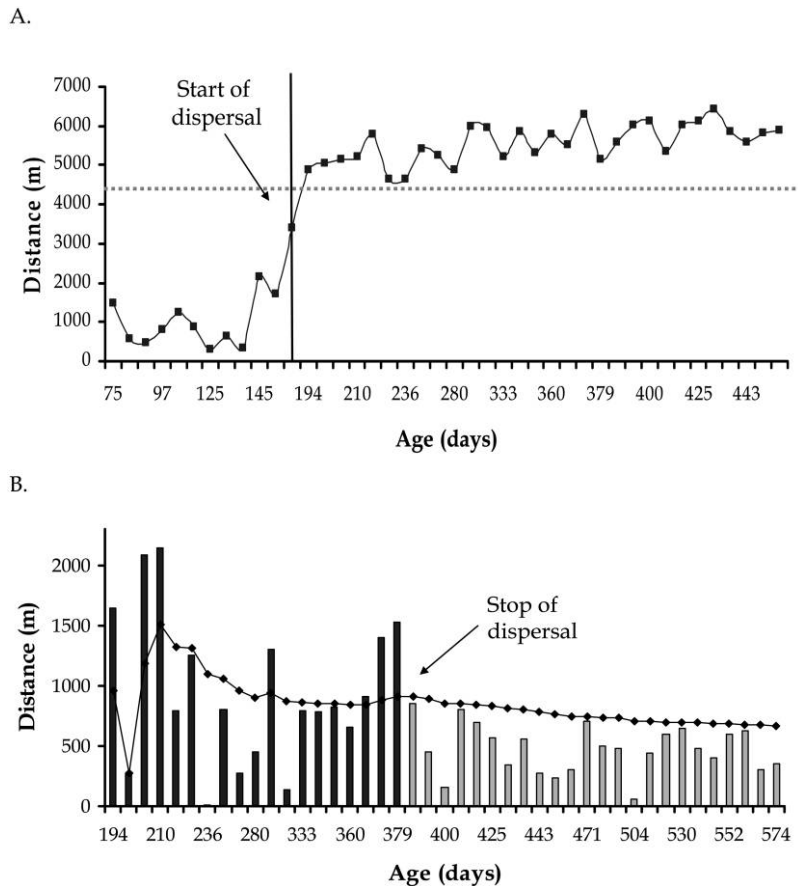 A.
7000
6000
5000
4000
3000
2000
1000
0
Distance (m)
Start of
dispersal
75 97 125 145 194 210 236 280 333 360 379 400 425 443
Age (days)
B.
2000
1500
1000
500
0
Distance (m)
Stop of
dispersal
194 210 236 280 333 360 379 400 425 443 471 504 530 552 574
Age (days)